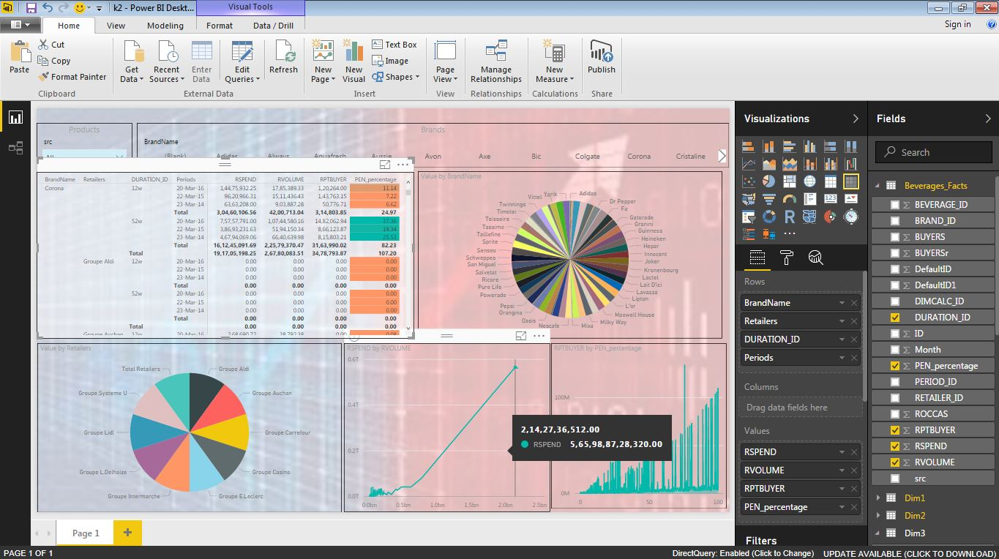 k2 - Power BI Deskt...
Visual Tools
Home
View
Modeling
Format
Data / Drill
Sign in
Paste
Cut
Copy
Format Painter
Clipboard
Get Data
Recent Sources
Enter Data
Edit Queries
Refresh
External Data
New Page
New Visual
Text Box
Image
Shapes
Insert
Page View
View
Manage Relationships
Relationships
New Measure
Calculations
Publish
Share
Products
src
BrandName
Brands
(Blank) Adidas Always Aquafresh Aussie Avon Axe Bic Colgate Corona Cristaline
BrandName Retailers DURATION_ID Periods RSPEND RVOLUME RPTBUYER PEN_percentage
Corona 12w 20-Mar-16 1,44,75,932.25 17,85,389.33 1,20,264.00 11.14
22-Mar-15 96,20,966.31 15,11,436.43 1,43,763.15 7.22
23-Mar-14 63,63,208.00 9,03,887.28 50,776.71 6.62
Total 3,04,60,106.56 42,00,713.04 3,14,803.85 24.97
52w 20-Mar-16 7,57,57,791.00 1,07,44,580.16 14,82,062.94 37.36
22-Mar-15 3,86,93,231.63 51,94,150.34 8,66,123.87 19.34
23-Mar-14 4,67,94,069.06 66,40,639.98 8,15,803.21 25.53
Total 16,12,45,091.69 2,25,79,370.47 31,63,990.02 82.23
Total 19,17,05,198.25 2,67,80,083.51 34,78,793.87 107.20
Groupe Aldi 12w 20-Mar-16 0.00 0.00 0.00 0.00
22-Mar-15 0.00 0.00 0.00 0.00
23-Mar-14 0.00 0.00 0.00 0.00
Total 0.00 0.00 0.00 0.00
52w 20-Mar-16 0.00 0.00 0.00 0.00
22-Mar-15 0.00 0.00 0.00 0.00
23-Mar-14 0.00 0.00 0.00 0.00
Total 0.00 0.00 0.00 0.00
Total 0.00 0.00 0.00 0.00
Groupe Auchan 12w 20-Mar-16 2,68,680.72 38,792.38 0.00 0.08
Value by BrandName
Adidas
Dr Pepper
Fa
Gatorade
Granini
Guinness
Heineken
Hepar
Innocent
Joker
Kronenbourg
Lactel
Lait D'ici
Lavazza
Lipton
L'or
Maxwell House
Milky Way
Mixa
Nescafe
Oasis
Orangina
Pepsi
Powerade
Pure Life
Ricore
Salvetat
San Miguel
Schweppes
Senseo
Sprite
Taillefine
Tassimo
Teisseire
Timotei
Twinnings
Vittel
Yorik
Value by Retailers
Total Retailers
Groupe Aldi
Groupe Systeme U
Groupe Auchan
Groupe Lidl
Groupe Carrefour
Groupe L.Delhaize
Groupe Casino
Groupe Intermarche
Groupe E.Leclerc
RSPEND by RVOLUME
0.6T
0.4T
0.2T
0.0T
0.0bn 0.5bn 1.0bn 1.5bn 2.0bn 2.5bn
2,14,27,36,512.00
RSPEND 5,65,98,87,28,320.00
RPTBUYER by PEN_percentage
100M
0M
0 50 100
Visualizations
Rows
BrandName
Retailers
DURATION_ID
Periods
Columns
Drag data fields here
Values
RSPEND
RVOLUME
RPTBUYER
PEN_percentage
Filters
Fields
Search
Beverages_Facts
BEVERAGE_ID
BRAND_ID
BUYERS
BUYERSr
DefaultID
DefaultID1
DIMCALC_ID
DURATION_ID
ID
Month
PEN_percentage
PERIOD_ID
RETAILER_ID
ROCCAS
RPTBUYER
RSPEND
RVOLUME
src
Dim1
Dim2
Dim3
Page 1
PAGE 1 OF 1
DirectQuery: Enabled (Click to Change)
UPDATE AVAILABLE (CLICK TO DOWNLOAD)